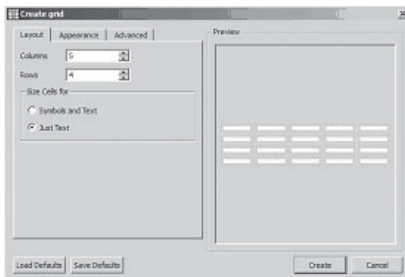 Create grid
Layout Appearance Advanced
Preview
Columns 5
Rows 4
Size Cells for
Symbols and Text
Just Text
Load Defaults Save Defaults Create Cancel